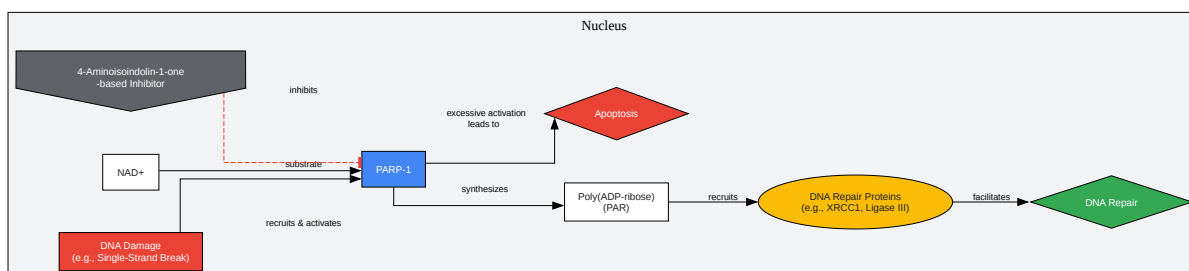 Nucleus
4-Aminoisoindolin-1-one
-based Inhibitor
inhibits
excessive activation
leads to
Apoptosis
NAD+
substrate
PARP-1
synthesizes
Poly(ADP-ribose)
(PAR)
recruits
DNA Repair Proteins
(e.g., XRCC1, Ligase III)
facilitates
DNA Repair
recruits & activates
DNA Damage
(e.g., Single-Strand Break)